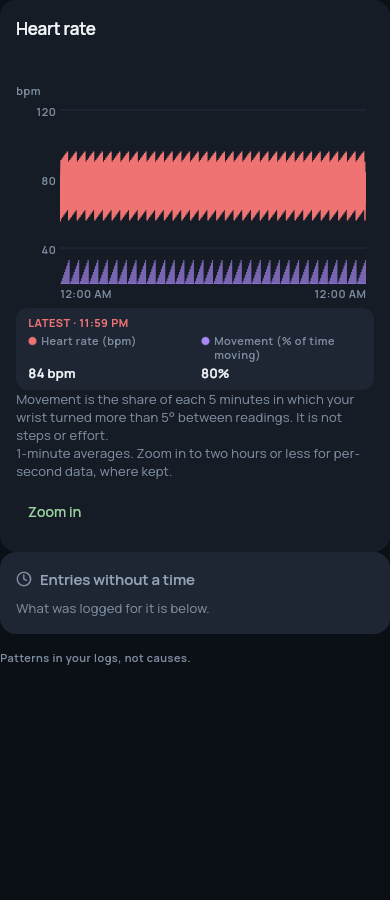 Heart rate
bpm
120
80
40
12:00 AM 12:00 AM
LATEST · 11:59 PM
Heart rate (bpm)
84 bpm
Movement (% of time
moving)
80%
Movement is the share of each 5 minutes in which your
wrist turned more than 5° between readings. It is not
steps or effort.
1-minute averages. Zoom in to two hours or less for per-
second data, where kept.
Zoom in
Entries without a time
What was logged for it is below.
Patterns in your logs, not causes.